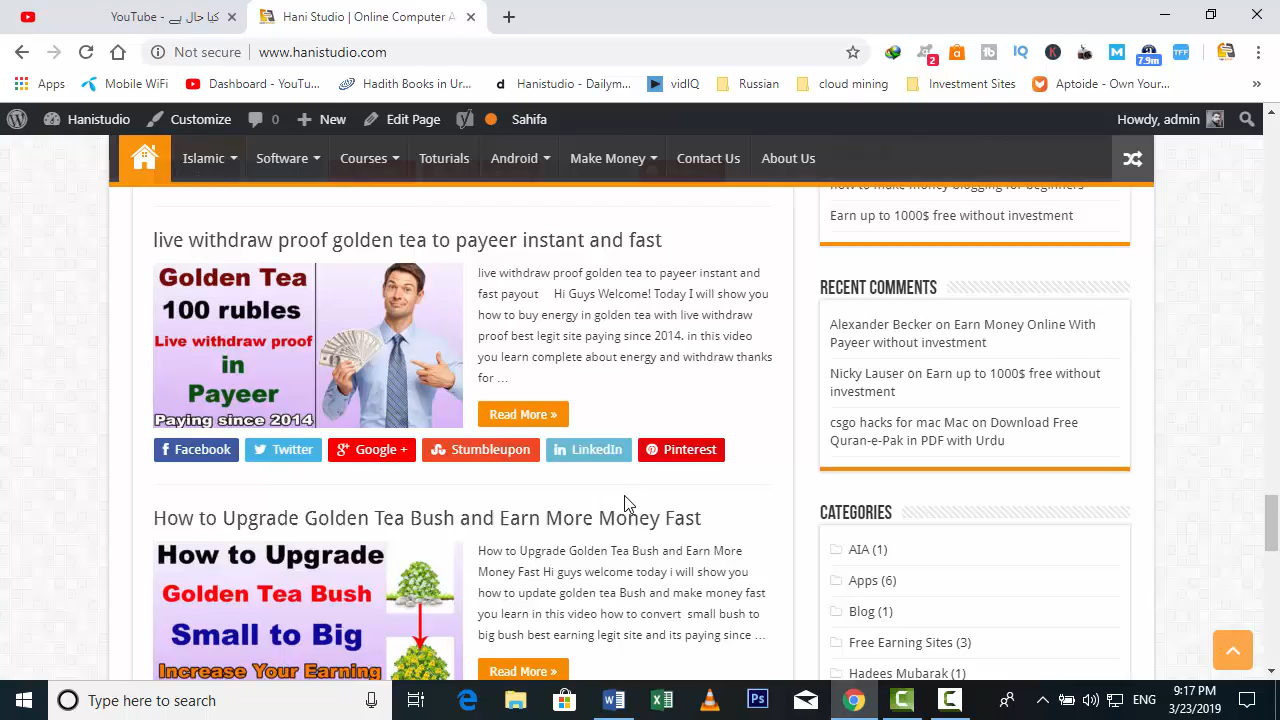 YouTube - کیا حال ہے
Hani Studio | Online Computer A
Not secure
www.hanistudio.com
2
7.9m
TFF
Apps
Mobile WiFi
Dashboard - YouTu...
Hadith Books in Ur...
Hanistudio - Dailym...
vidIQ
Russian
cloud mining
Investment Sites
Aptoide - Own Your...
Hanistudio
Customize
0
New
Edit Page
Sahifa
Howdy, admin
Islamic
Software
Courses
Toturials
Android
Make Money
Contact Us
About Us
live withdraw proof golden tea to payeer instant and fast
Golden Tea
100 rubles
Live withdraw proof
in
Payeer
Paying since 2014
live withdraw proof golden tea to payeer instant and
fast payout Hi Guys Welcome! Today I will show you
how to buy energy in golden tea with live withdraw
proof best legit site paying since 2014. in this video
you learn complete about energy and withdraw thanks
for ...
Read More »
Facebook
Twitter
Google +
Stumbleupon
LinkedIn
Pinterest
How to Upgrade Golden Tea Bush and Earn More Money Fast
How to Upgrade
Golden Tea Bush
Small to Big
Increase Your Earning
How to Upgrade Golden Tea Bush and Earn More
Money Fast Hi guys welcome today i will show you
how to update golden tea Bush and make money fast
you learn in this video how to convert small bush to
big bush best earning legit site and its paying since ...
Read More »
how to make money blogging for beginners
Earn up to 1000$ free without investment
RECENT COMMENTS
Alexander Becker on Earn Money Online With
Payeer without investment
Nicky Lauser on Earn up to 1000$ free without
investment
csgo hacks for mac Mac on Download Free
Quran-e-Pak in PDF with Urdu
CATEGORIES
AIA (1)
Apps (6)
Blog (1)
Free Earning Sites (3)
Hadees Mubarak (1)
Type here to search
ENG
9:17 PM
3/23/2019